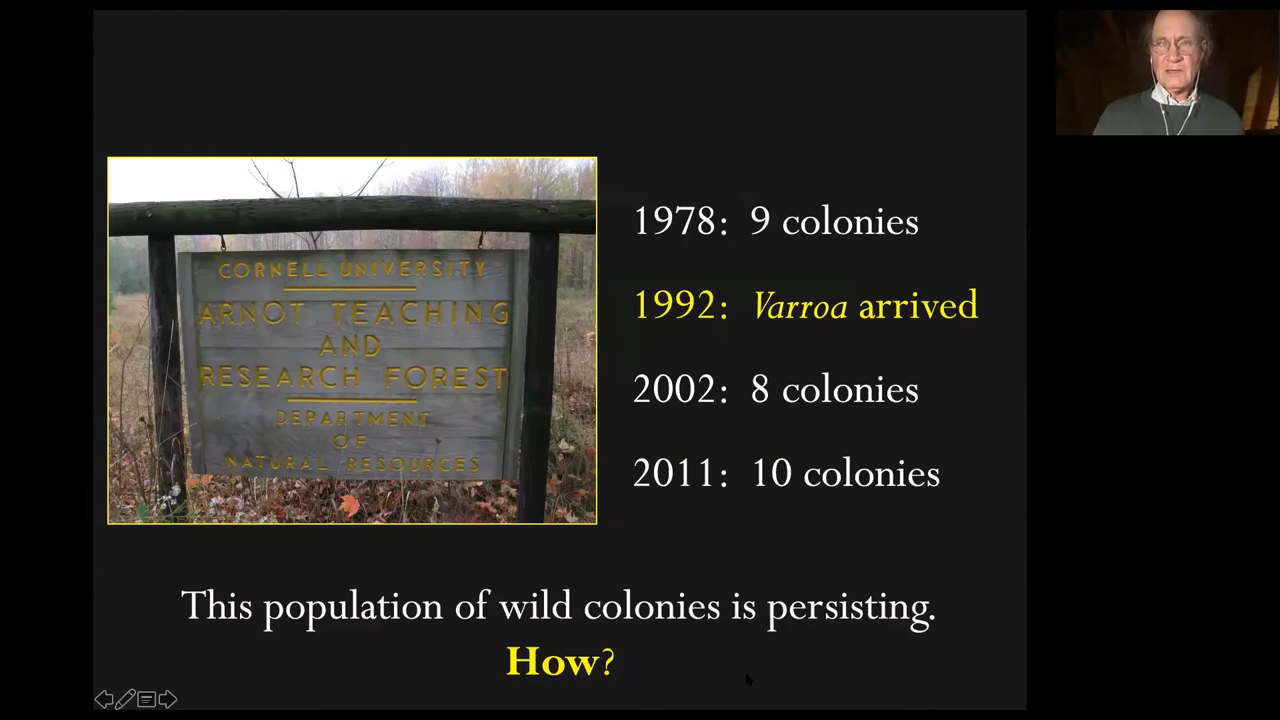 CORNELL UNIVERSITY
ARNOT TEACHING
AND
RESEARCH FOREST
DEPARTMENT
OF
NATURAL RESOURCES
1978: 9 colonies
1992: Varroa arrived
2002: 8 colonies
2011: 10 colonies
This population of wild colonies is persisting.
How?